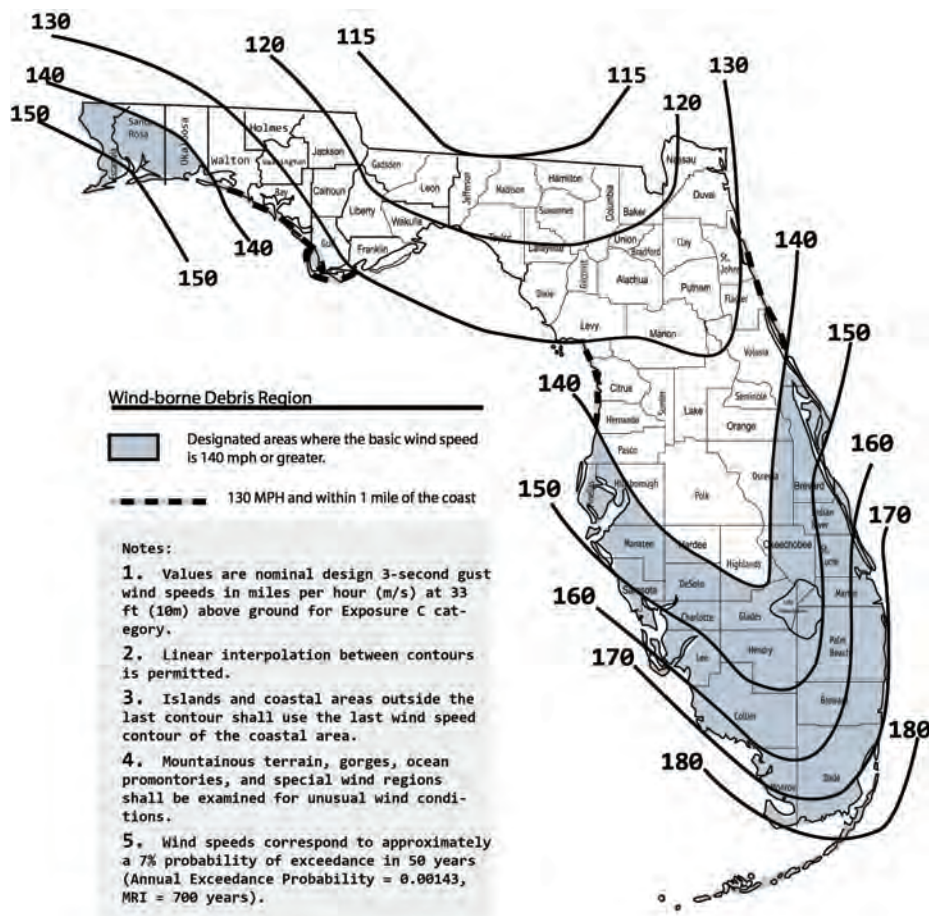 130
120
115
130
140
115
120
150
Santa
Rosa
Okaloosa
Holmes
Walton
Washington
Jackson
Bay
Calhoun
Gadsden
Leon
Liberty
Wakulla
Gulf
Franklin
Jefferson
Madison
Hamilton
Suwannee
Columbia
Baker
Nassau
Duval
Taylor
Lafayette
Union
Bradford
Clay
St.
Johns
Dixie
Gilchrist
Alachua
Putnam
Flagler
Levy
Marion
Volusia
150
140
140
150
140
Citrus
Sumter
Lake
Seminole
Hernando
Orange
Pasco
Hillsborough
Polk
Osceola
Brevard
Indian
River
160
150
170
Manatee
Hardee
Highlands
Okeechobee
St.
Lucie
Sarasota
DeSoto
Martin
160
Charlotte
Glades
Lee
Hendry
Palm
Beach
170
Collier
Broward
180
Monroe
Dade
180
Wind-borne Debris Region
Designated areas where the basic wind speed
is 140 mph or greater.
130 MPH and within 1 mile of the coast
Notes:
1. Values are nominal design 3-second gust
wind speeds in miles per hour (m/s) at 33
ft (10m) above ground for Exposure C cat-
egory.
2. Linear interpolation between contours
is permitted.
3. Islands and coastal areas outside the
last contour shall use the last wind speed
contour of the coastal area.
4. Mountainous terrain, gorges, ocean
promontories, and special wind regions
shall be examined for unusual wind condi-
tions.
5. Wind speeds correspond to approximately
a 7% probability of exceedance in 50 years
(Annual Exceedance Probability = 0.00143,
MRI = 700 years).